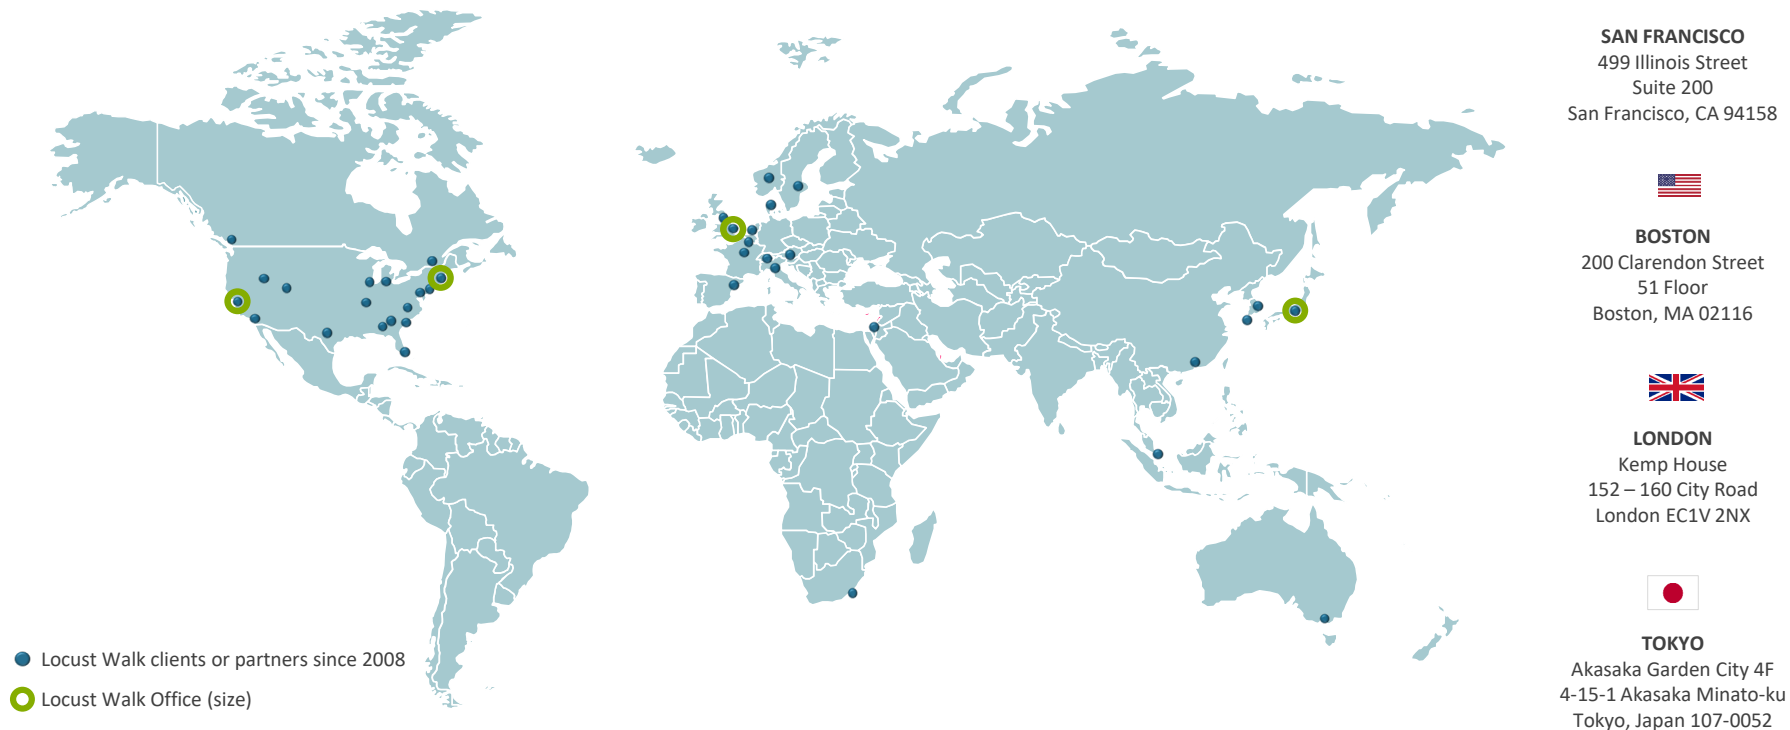 SAN FRANCISCO
499 Illinois Street
Suite 200
San Francisco, CA 94158
BOSTON
200 Clarendon Street
51 Floor
Boston, MA 02116
LONDON
Kemp House
152 – 160 City Road
London EC1V 2NX
TOKYO
Akasaka Garden City 4F
4-15-1 Akasaka Minato-ku
Tokyo, Japan 107-0052
Locust Walk clients or partners since 2008
Locust Walk Office (size)